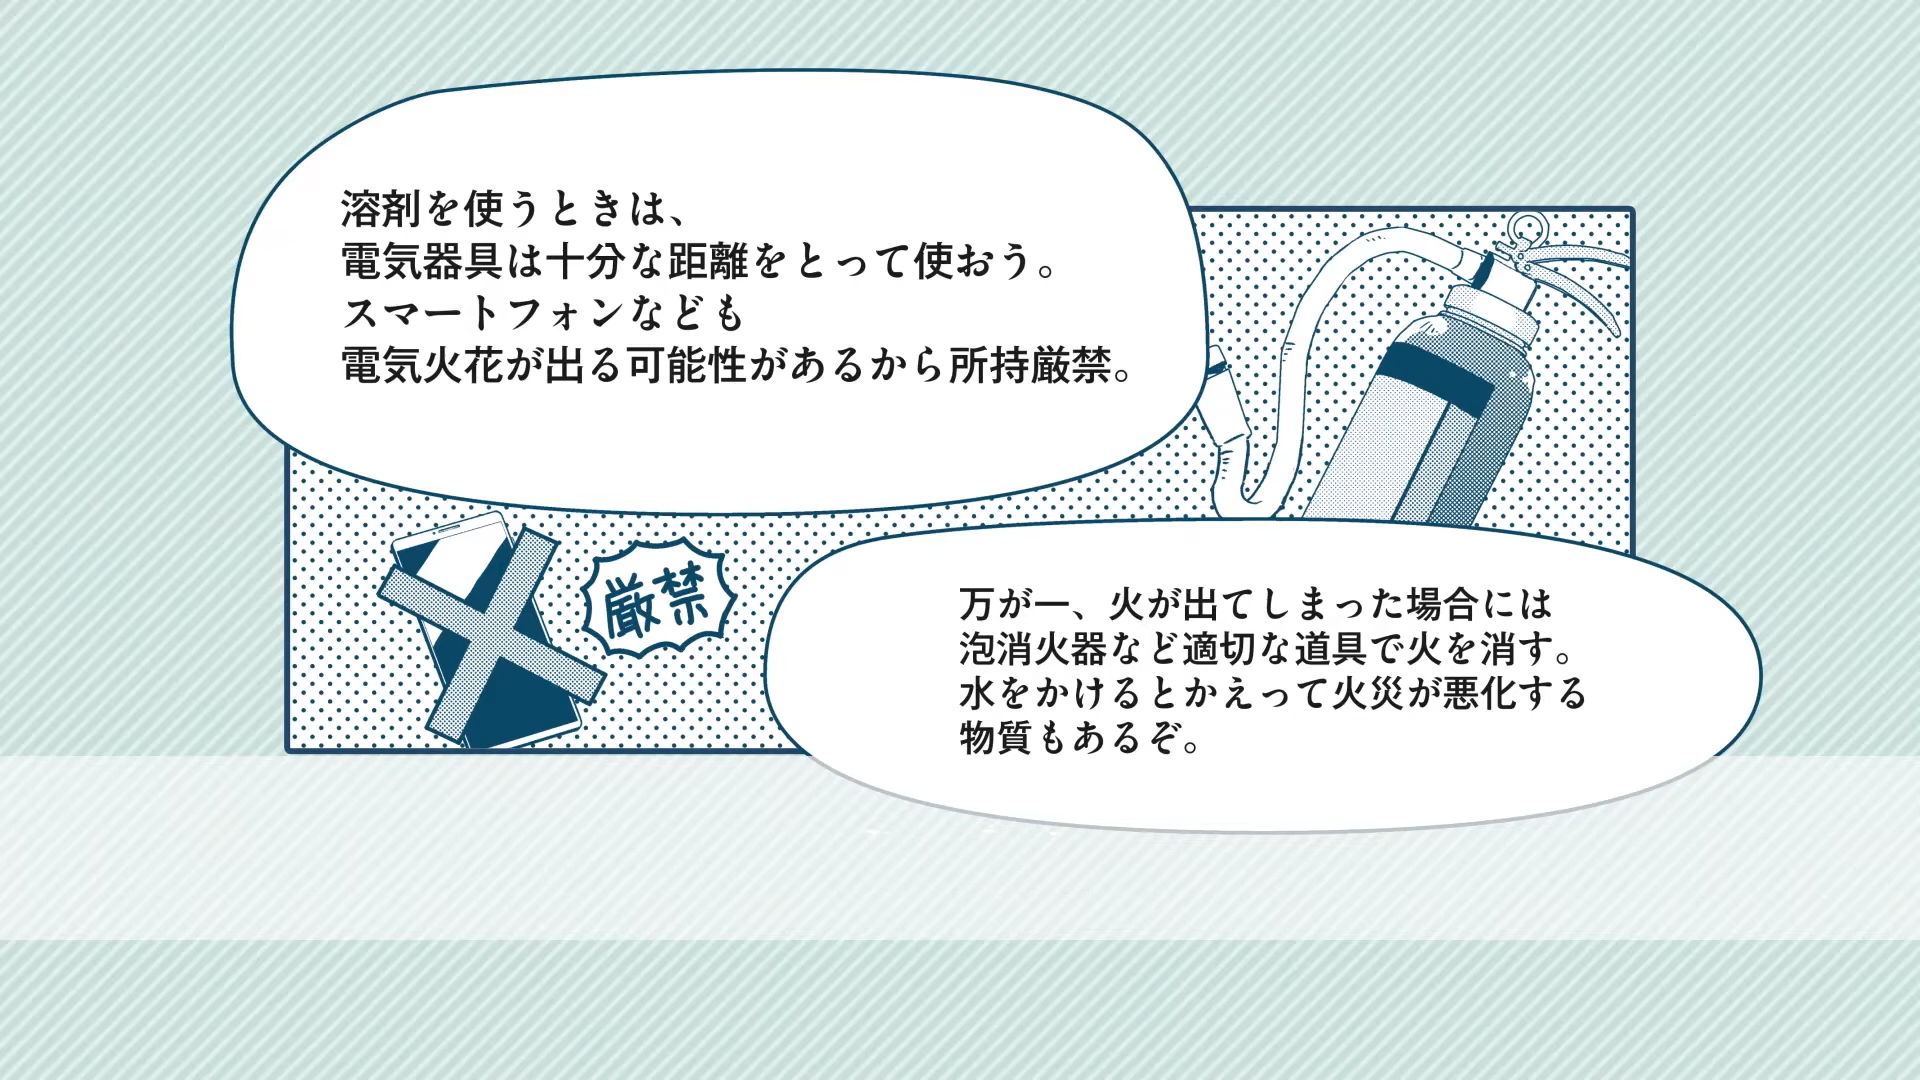 溶剤を使うときは、
電気器具は十分な距離をとって使おう。
スマートフォンなども
電気火花が出る可能性があるから所持厳禁。
厳禁
万が一、火が出てしまった場合には
泡消火器など適切な道具で火を消す。
水をかけるとかえって火災が悪化する
物質もあるぞ。